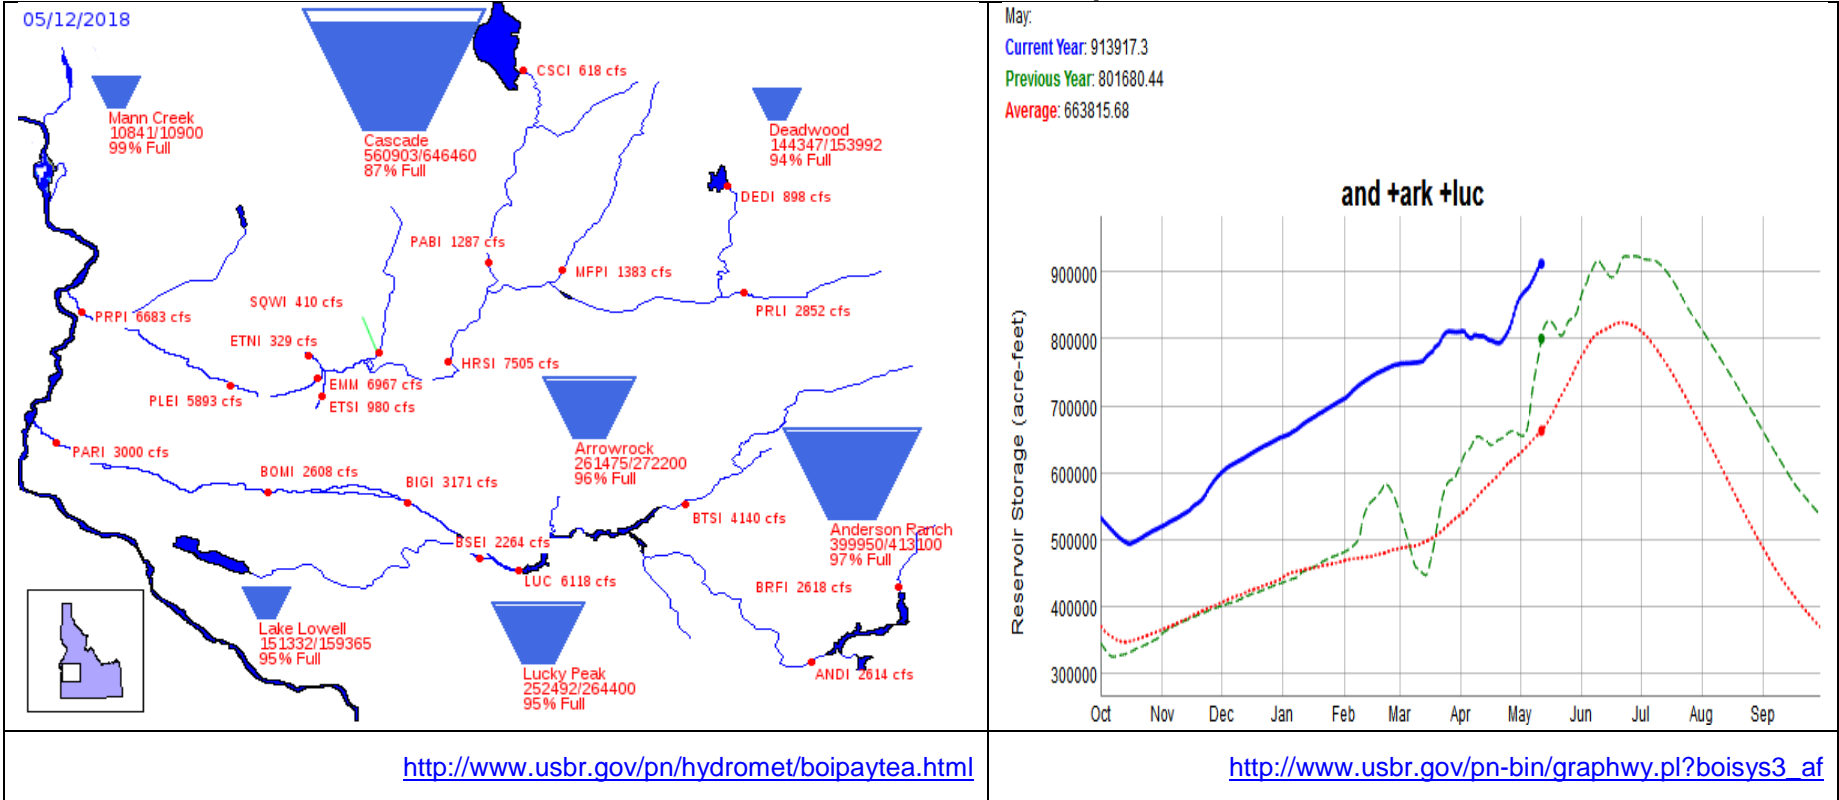 05/12/2018
CSCI 618 cfs
Mann Creek
10841/10900
99% Full
Cascade
560903/646460
87% Full
Deadwood
144347/153992
94% Full
DEDI 898 cfs
PABI 1287 cfs
MFPI 1383 cfs
SQWI 410 cfs
PRPI 6683 cfs
PRLI 2852 cfs
ETNI 329 cfs
HRSI 7505 cfs
EMM 6967 cfs
PLEI 5893 cfs
ETSI 980 cfs
PARI 3000 cfs
Arrowrock
261475/272200
96% Full
BOMI 2608 cfs
BIGI 3171 cfs
BTSI 4140 cfs
Anderson Ranch
399950/413100
97% Full
BSEI 2264 cfs
LUC 6118 cfs
BRFI 2618 cfs
Lake Lowell
151332/159365
95% Full
Lucky Peak
252492/264400
95% Full
ANDI 2614 cfs
http://www.usbr.gov/pn/hydromet/boipaytea.html
May:
Current Year: 913917.3
Previous Year: 801680.44
Average: 663815.68
and +ark +luc
Reservoir Storage (acre-feet)
900000
800000
700000
600000
500000
400000
300000
Oct Nov Dec Jan Feb Mar Apr May Jun Jul Aug Sep
http://www.usbr.gov/pn-bin/graphwy.pl?boisys3_af